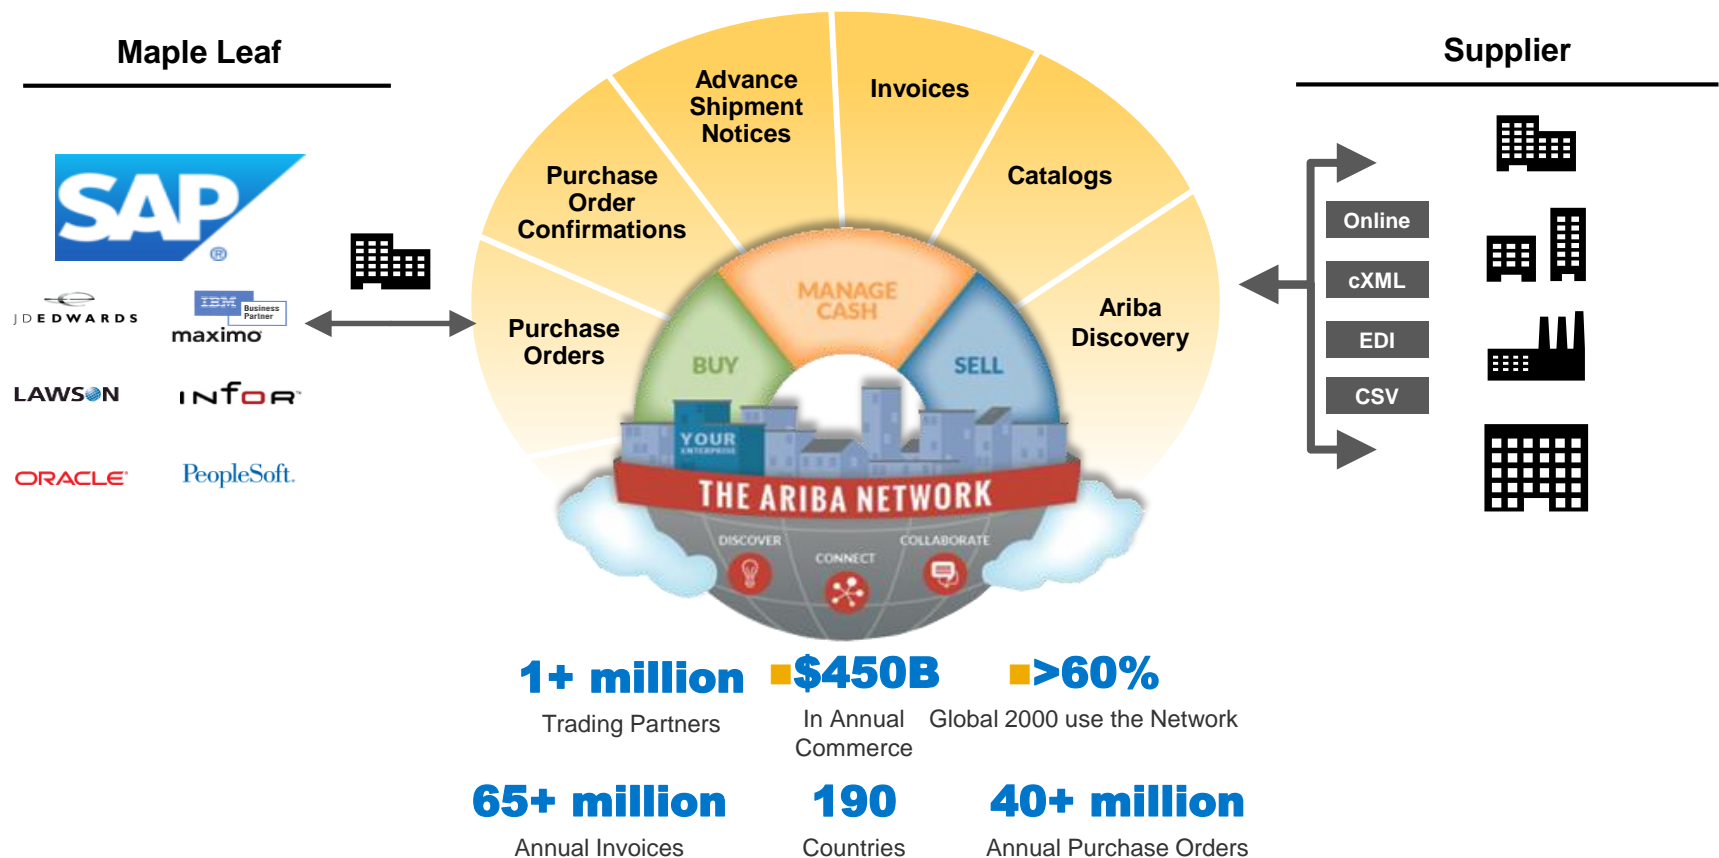 Maple Leaf
SAP
®
JDEDWARDS
IBM
Business
Partner
maximo
LAWSON
INFOR
ORACLE
PeopleSoft.
Purchase
Orders
Purchase
Order
Confirmations
Advance
Shipment
Notices
Invoices
Catalogs
Ariba
Discovery
BUY
MANAGE
CASH
SELL
YOUR
ENTERPRISE
THE ARIBA NETWORK
DISCOVER
CONNECT
COLLABORATE
Supplier
Online
cXML
EDI
CSV
1+ million
Trading Partners
$450B
In Annual
Commerce
>60%
Global 2000 use the Network
65+ million
Annual Invoices
190
Countries
40+ million
Annual Purchase Orders